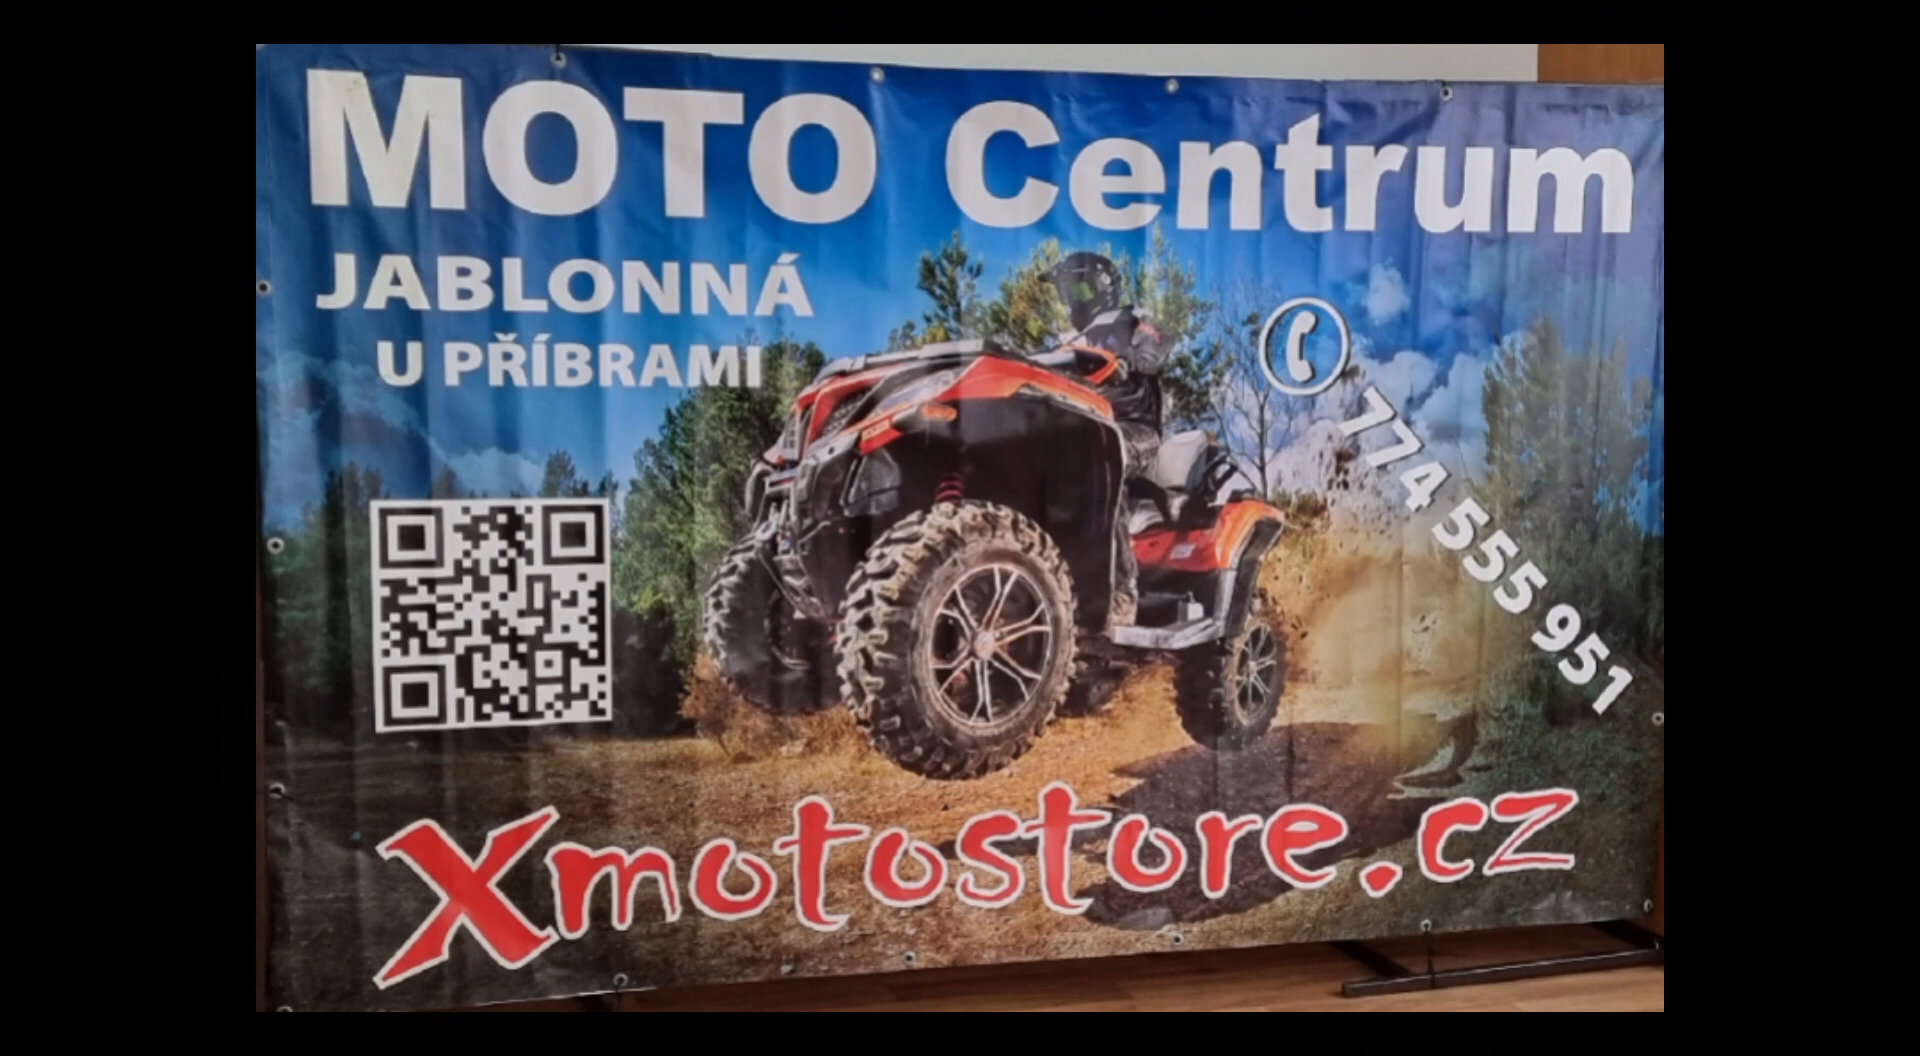 MOTO Centrum
JABLONNÁ
U PŘÍBRAMI
774 555 951
Xmotostore.cz